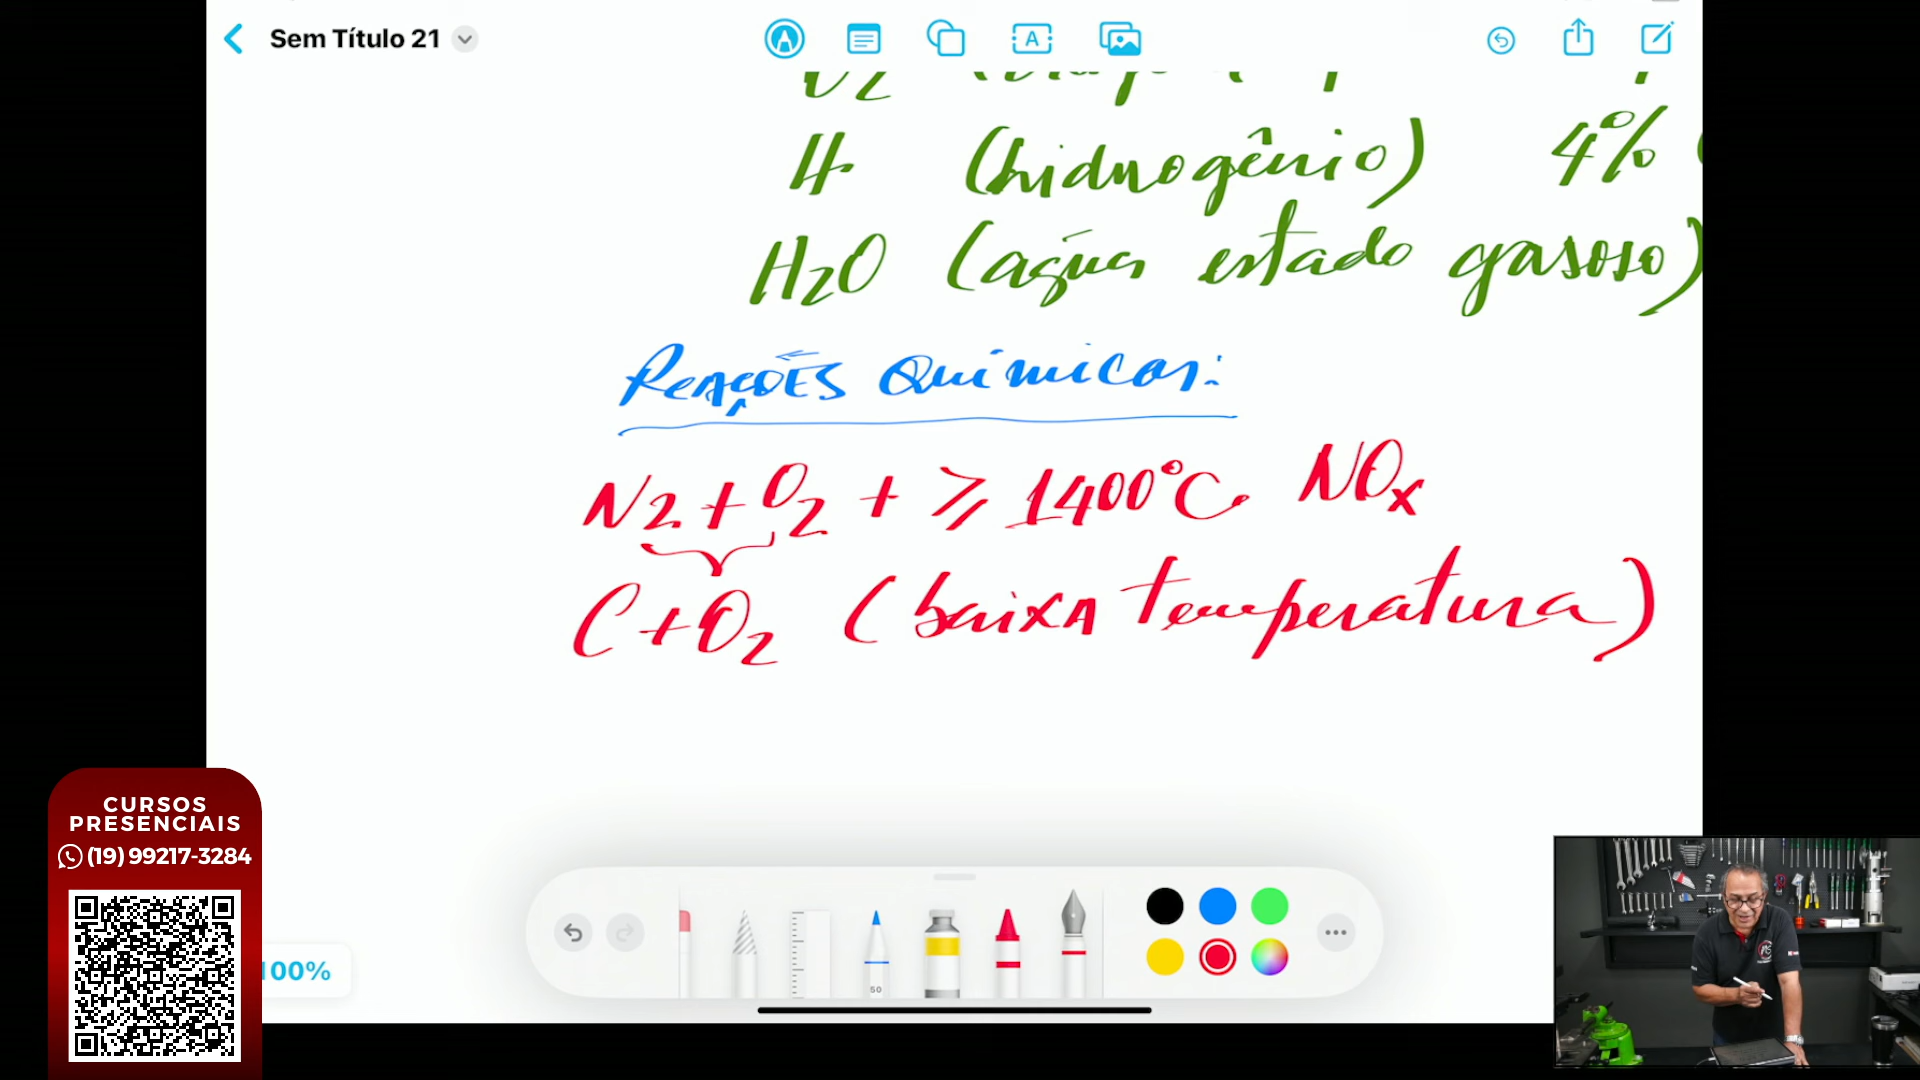 Sem Título 21
H (hidrogênio) 4%
H2O (água estado gasoso)
REAÇÕES Químicas:
N2 + O2 + ≥ 1400°C. NOx
C+O2 (baixa temperatura)
CURSOS
PRESENCIAIS
(19) 99217-3284
100%
50